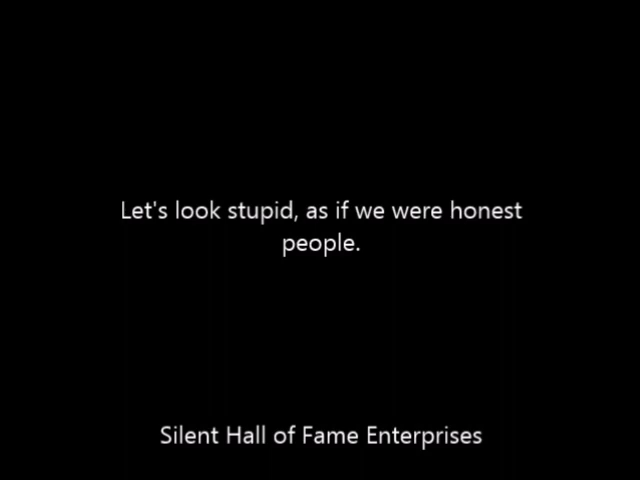 Let's look stupid, as if we were honest
people.
Silent Hall of Fame Enterprises